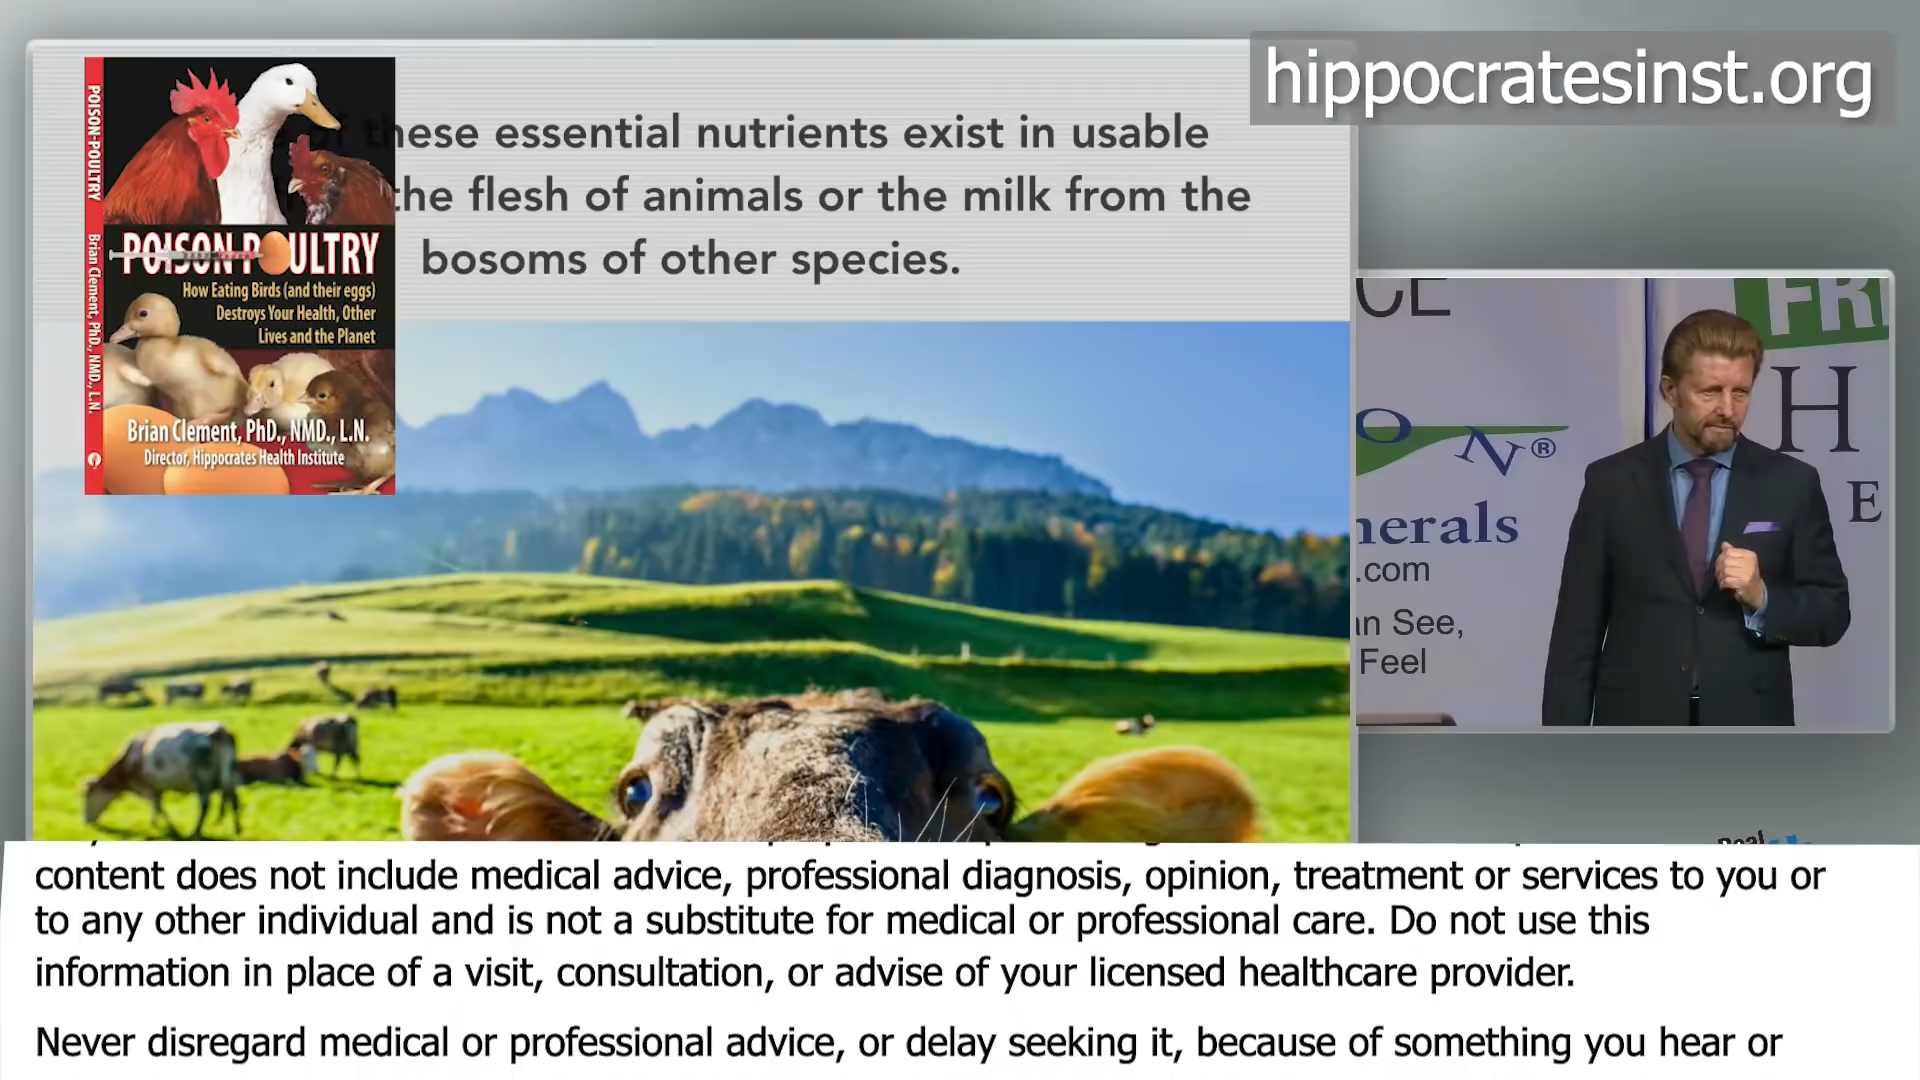 hippocratesinst.org
these essential nutrients exist in usable
the flesh of animals or the milk from the
bosoms of other species.
POISON-POULTRY
Brian Clement, PhD., NMD., L.N.
POISON POULTRY
How Eating Birds (and their eggs)
Destroys Your Health, Other
Lives and the Planet
Brian Clement, PhD., NMD., L.N.
Director, Hippocrates Health Institute
CE
FR
H
E
O N®
nerals
.com
an See,
Feel
Real
content does not include medical advice, professional diagnosis, opinion, treatment or services to you or
to any other individual and is not a substitute for medical or professional care. Do not use this
information in place of a visit, consultation, or advise of your licensed healthcare provider.
Never disregard medical or professional advice, or delay seeking it, because of something you hear or